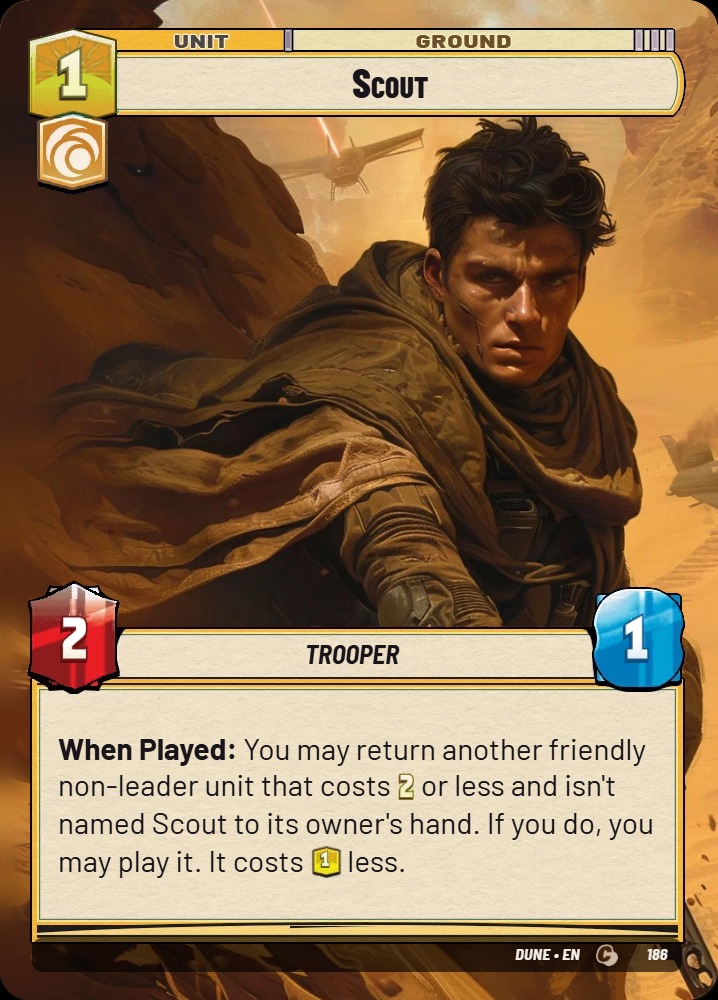 UNIT
GROUND
1
Scout
2
TROOPER
1
When Played: You may return another friendly
non-leader unit that costs 2 or less and isn't
named Scout to its owner's hand. If you do, you
may play it. It costs 1 less.
DUNE • EN C 186